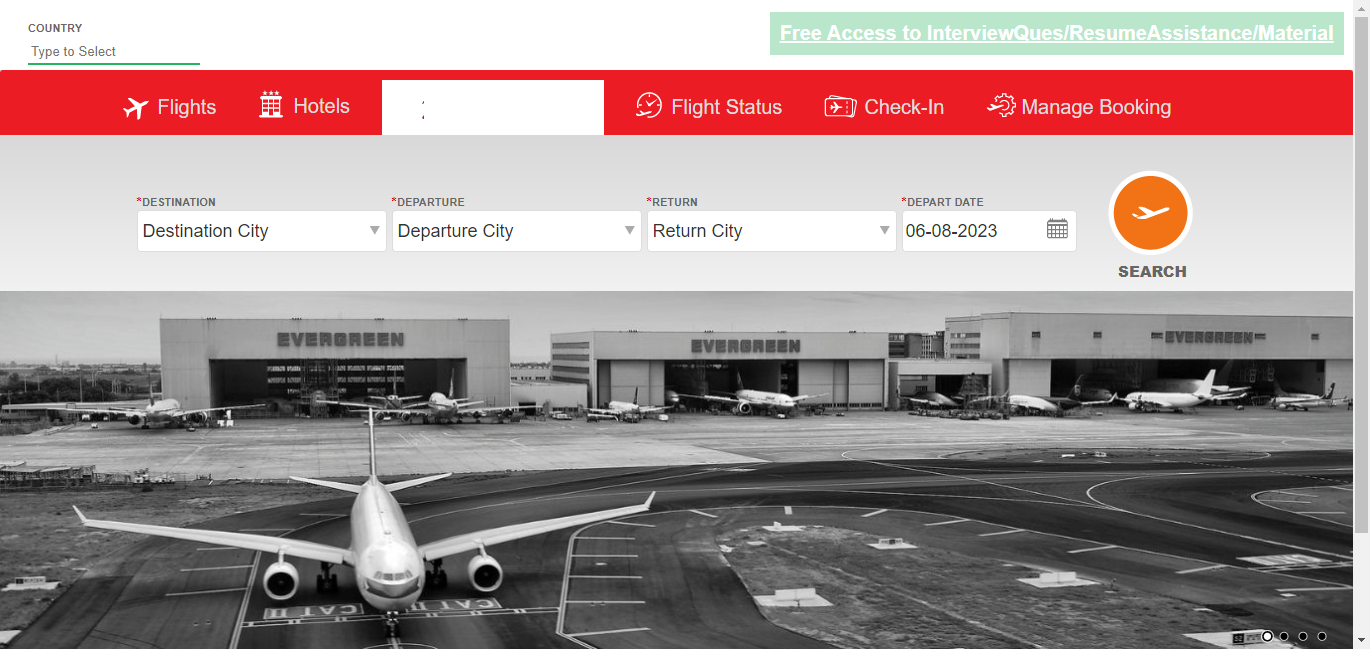 COUNTRY
Type to Select
Free Access to InterviewQues/ResumeAssistance/Material
Flights
Hotels
Flight Status
Check-In
Manage Booking
*DESTINATION
*DEPARTURE
*RETURN
*DEPART DATE
Destination City
Departure City
Return City
06-08-2023
SEARCH
EVERGREEN
EVERGREEN
EVERGREEN
CAT II
CAT II